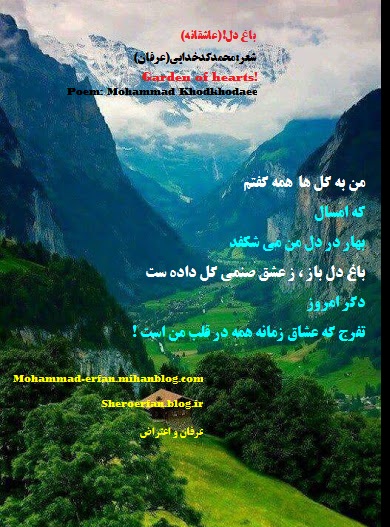 باغ دل!(عاشقانه)
شعر:محمدکدخدایی(عرفان)
Garden of hearts!
Poem: Mohammad Khodkhodaee
من به گل ها همه گفتم
که امسال
بهار در دل من می شکفد
باغ دل باز ، ز عشق صنمی گل داده ست
دگر امروز
تفرج که عشاق زمانه همه در قلب من است !
Mohammad-erfan.mihanblog.com
Sheroerfan.blog.ir
عرفان و اعتراض